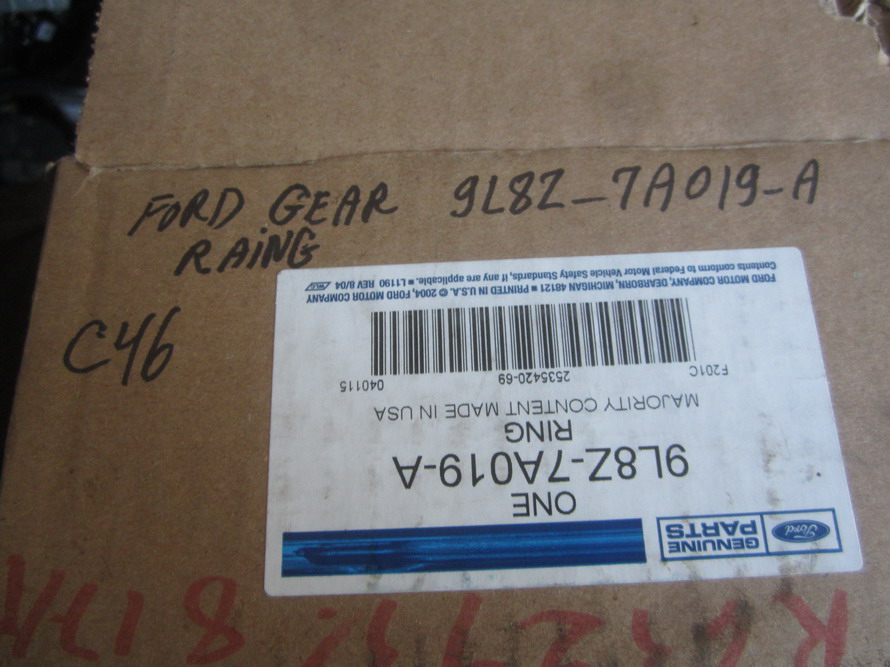 FORD GEAR 9L8Z-7A019-A
RAiNG
C46
Ford
GENUINE
PARTS
ONE
9L8Z-7A019-A
RING
MAJORITY CONTENT MADE IN USA
F201C 2535420-69 040115
FORD MOTOR COMPANY, DEARBORN, MICHIGAN 48121 ■ PRINTED IN U.S.A. © 2004, FORD MOTOR COMPANY
Contents conform to Federal Motor Vehicle Safety Standards, if any are applicable. ■ L1190 REV 8/04